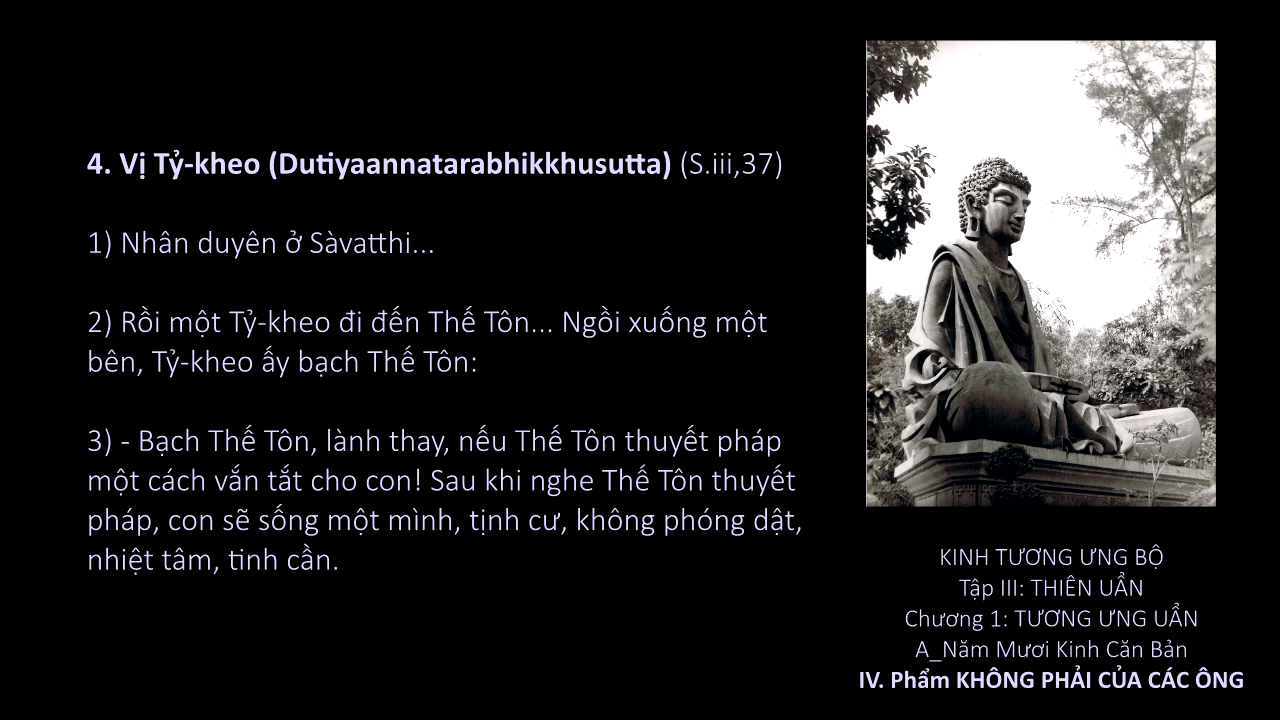 4. Vị Tỷ-kheo (Dutiyaannatarabhikkhusutta) (S.iii,37)
1) Nhân duyên ở Sàvatthi...
2) Rồi một Tỷ-kheo đi đến Thế Tôn... Ngồi xuống một
bên, Tỷ-kheo ấy bạch Thế Tôn:
3) - Bạch Thế Tôn, lành thay, nếu Thế Tôn thuyết pháp
một cách vắn tắt cho con! Sau khi nghe Thế Tôn thuyết
pháp, con sẽ sống một mình, tịnh cư, không phóng dật,
nhiệt tâm, tinh cần.
KINH TƯƠNG ƯNG BỘ
Tập III: THIÊN UẨN
Chương 1: TƯƠNG ƯNG UẨN
A_Năm Mươi Kinh Căn Bản
IV. Phẩm KHÔNG PHẢI CỦA CÁC ÔNG